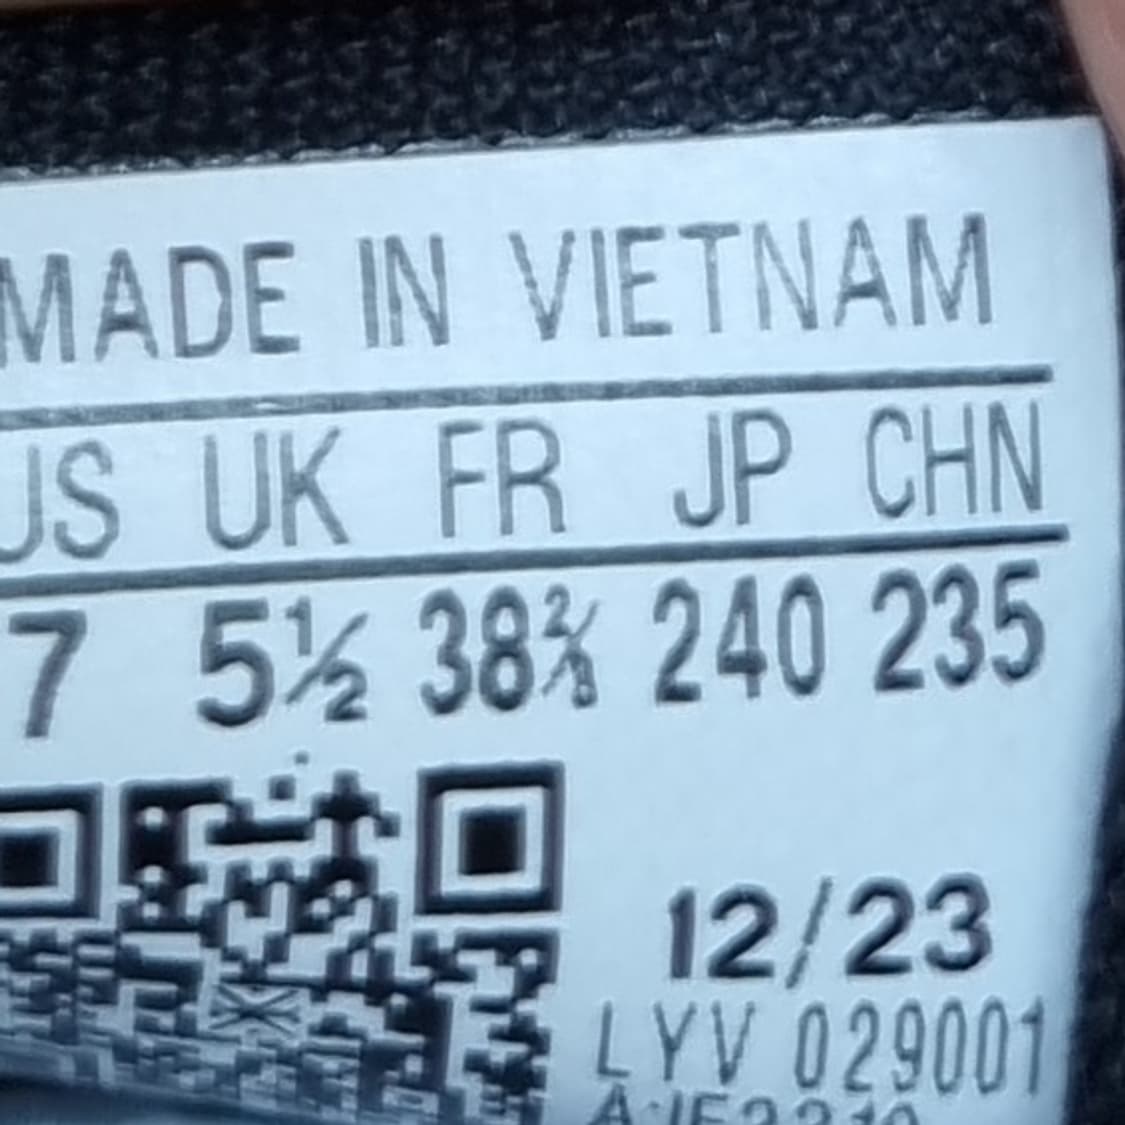 MADE IN VIETNAM
US UK FR JP CHN
7 5½ 38⅔ 240 235
12/23
LYV 029001